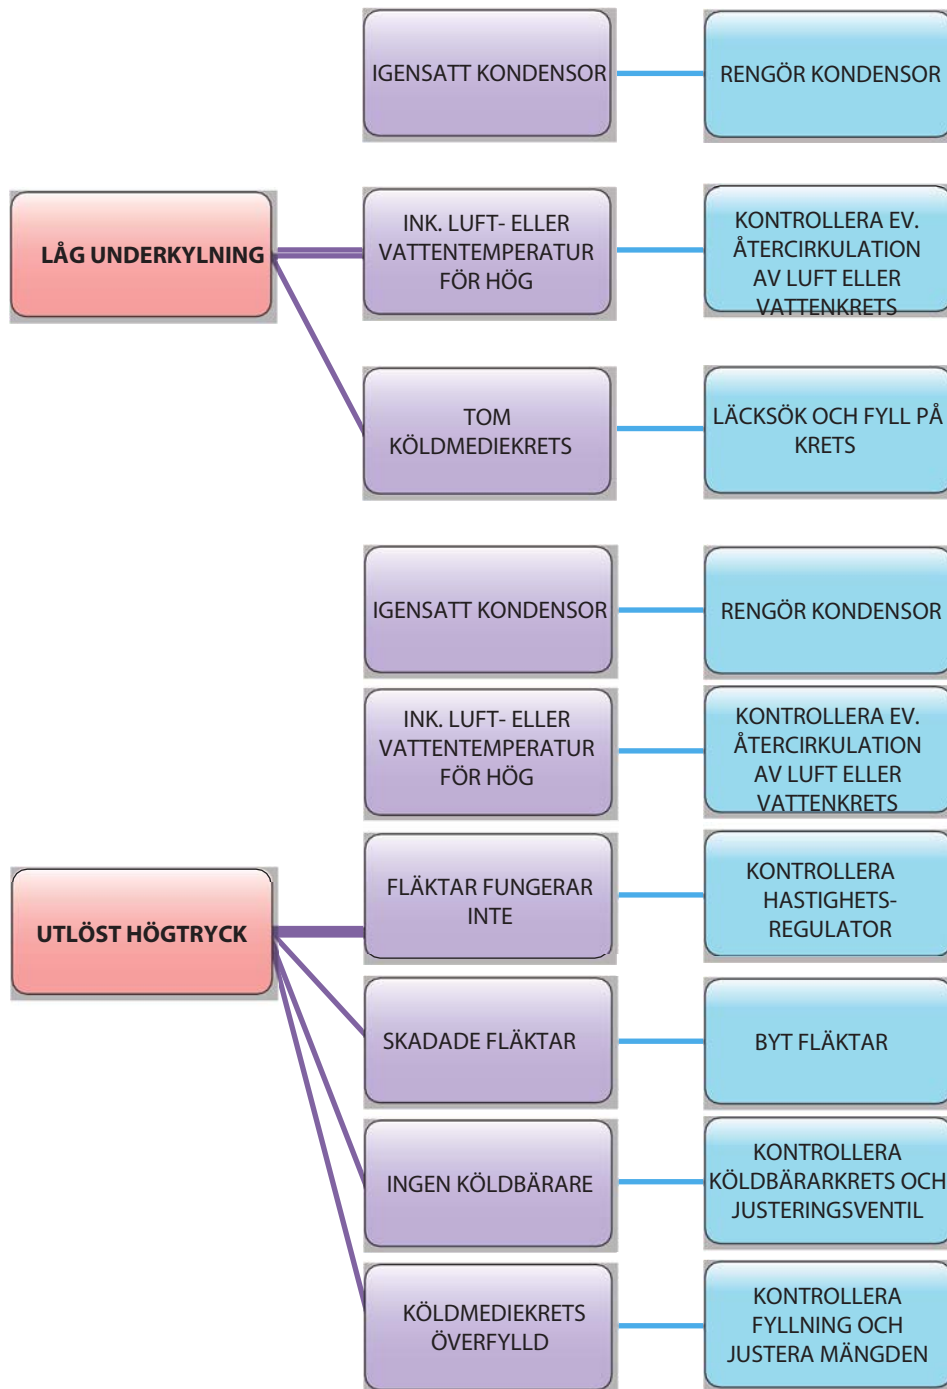 IGENSATT KONDENSOR
RENGÖR KONDENSOR
LÅG UNDERKYLNING
INK. LUFT- ELLER
VATTENTEMPERATUR
FÖR HÖG
KONTROLLERA EV.
ÅTERCIRKULATION
AV LUFT ELLER
VATTENKRETS
TOM
KÖLDMEDIEKRETS
LÄCKSÖK OCH FYLL PÅ
KRETS
IGENSATT KONDENSOR
RENGÖR KONDENSOR
INK. LUFT- ELLER
VATTENTEMPERATUR
FÖR HÖG
KONTROLLERA EV.
ÅTERCIRKULATION
AV LUFT ELLER
VATTENKRETS
UTLÖST HÖGTRYCK
FLÄKTAR FUNGERAR
INTE
KONTROLLERA
HASTIGHETS-
REGULATOR
SKADADE FLÄKTAR
BYT FLÄKTAR
INGEN KÖLDBÄRARE
KONTROLLERA
KÖLDBÄRARKRETS OCH
JUSTERINGSVENTIL
KÖLDMEDIEKRETS
ÖVERFYLLD
KONTROLLERA
FYLLNING OCH
JUSTERA MÄNGDEN